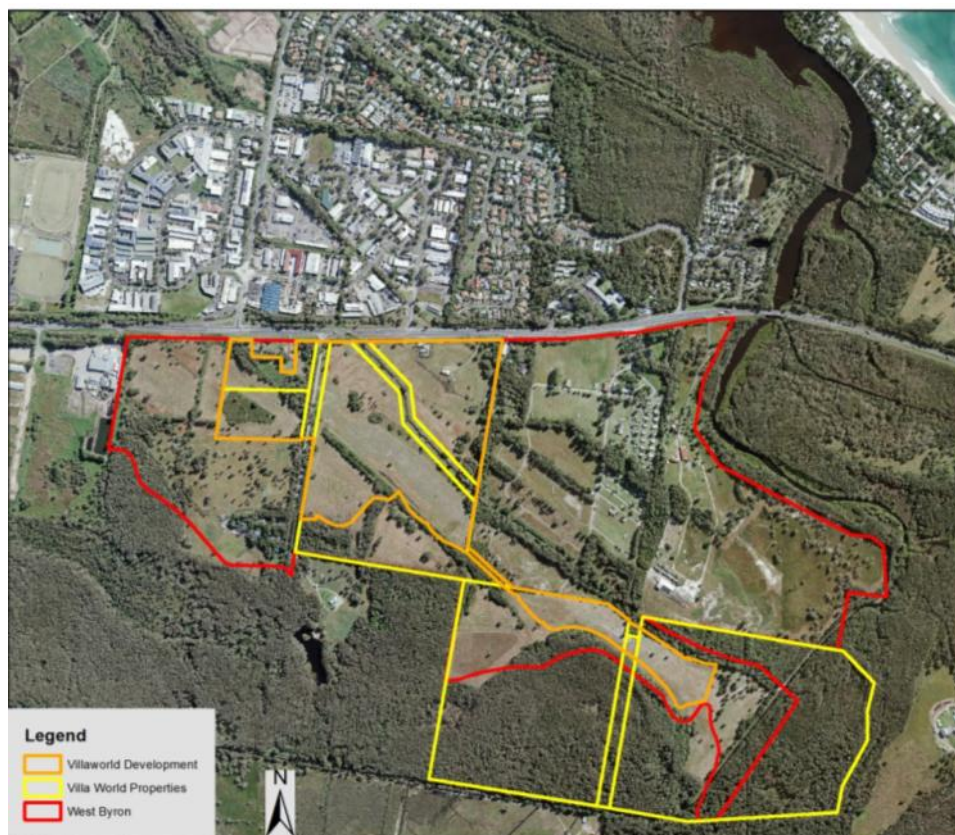 Legend
Villaworld Development
Villa World Properties
West Byron
N